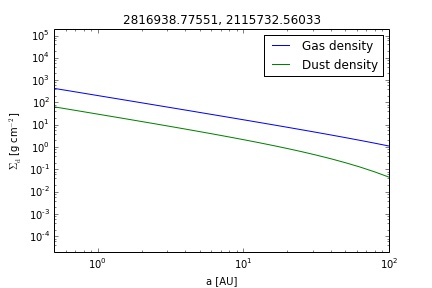 2816938.77551, 2115732.56033
Gas density
Dust density
10^5
10^4
10^3
10^2
10^1
10^0
10^-1
10^-2
10^-3
10^-4
Σ_d [g cm^-2]
10^0 10^1 10^2
a [AU]